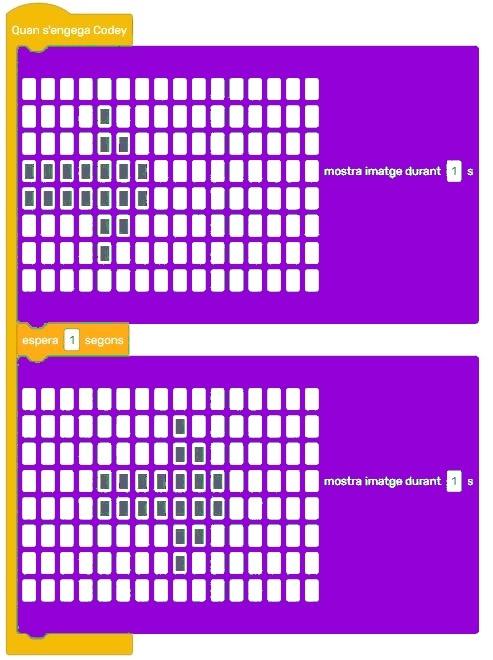 Quan s'engega Codey
mostra imatge durant 1 s
espera 1 segons
mostra imatge durant 1 s